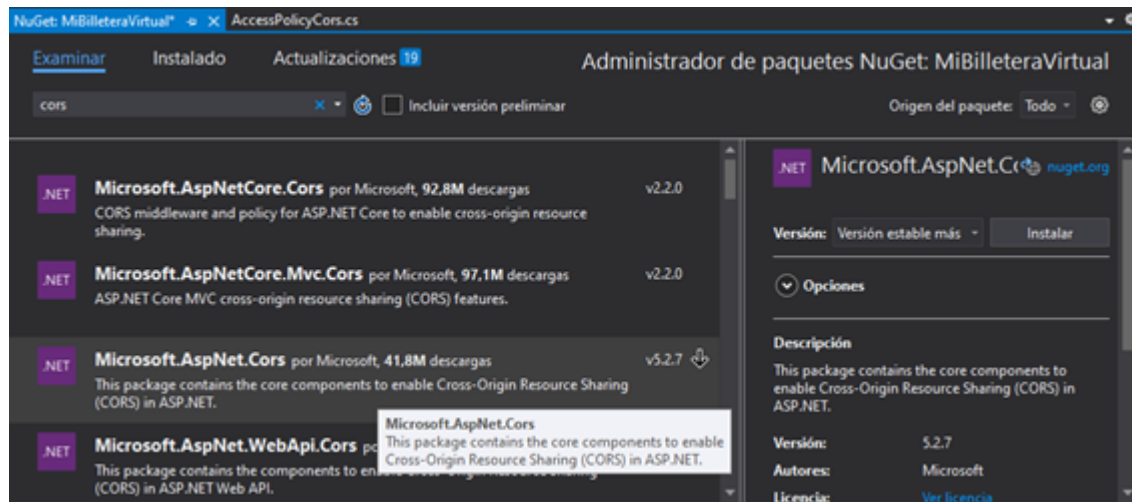 NuGet: MiBilleteraVirtual*
AccessPolicyCors.cs
Examinar
Instalado
Actualizaciones 19
Administrador de paquetes NuGet: MiBilleteraVirtual
cors
Incluir versión preliminar
Origen del paquete: Todo
.NET
Microsoft.AspNetCore.Cors por Microsoft, 92,8M descargas
v2.2.0
CORS middleware and policy for ASP.NET Core to enable cross-origin resource
sharing.
.NET
Microsoft.AspNetCore.Mvc.Cors por Microsoft, 97,1M descargas
v2.2.0
ASP.NET Core MVC cross-origin resource sharing (CORS) features.
.NET
Microsoft.AspNet.Cors por Microsoft, 41,8M descargas
v5.2.7
This package contains the core components to enable Cross-Origin Resource Sharing
(CORS) in ASP.NET.
.NET
Microsoft.AspNet.WebApi.Cors
This package contains the core components to
(CORS) in ASP.NET Web API.
Microsoft.AspNet.Cors
This package contains the core components to enable
Cross-Origin Resource Sharing (CORS) in ASP.NET.
.NET
Microsoft.AspNet.C
nuget.org
Versión: Versión estable más
Instalar
Opciones
Descripción
This package contains the core components to
enable Cross-Origin Resource Sharing (CORS) in
ASP.NET.
Versión: 5.2.7
Autores: Microsoft
Licencia: Ver licencia